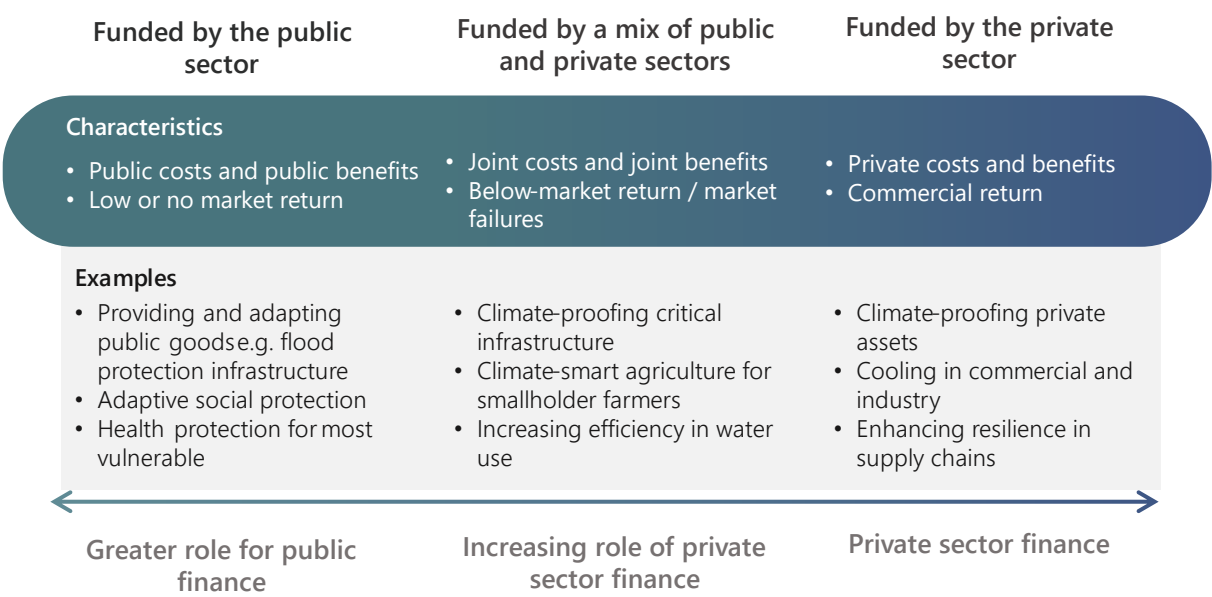 Funded by the public
sector
Funded by a mix of public
and private sectors
Funded by the private
sector
Characteristics
• Public costs and public benefits
• Low or no market return
• Joint costs and joint benefits
• Below-market return / market
failures
• Private costs and benefits
• Commercial return
Examples
• Providing and adapting
public goods e.g. flood
protection infrastructure
• Adaptive social protection
• Health protection for most
vulnerable
• Climate-proofing critical
infrastructure
• Climate-smart agriculture for
smallholder farmers
• Increasing efficiency in water
use
• Climate-proofing private
assets
• Cooling in commercial and
industry
• Enhancing resilience in
supply chains
Greater role for public
finance
Increasing role of private
sector finance
Private sector finance